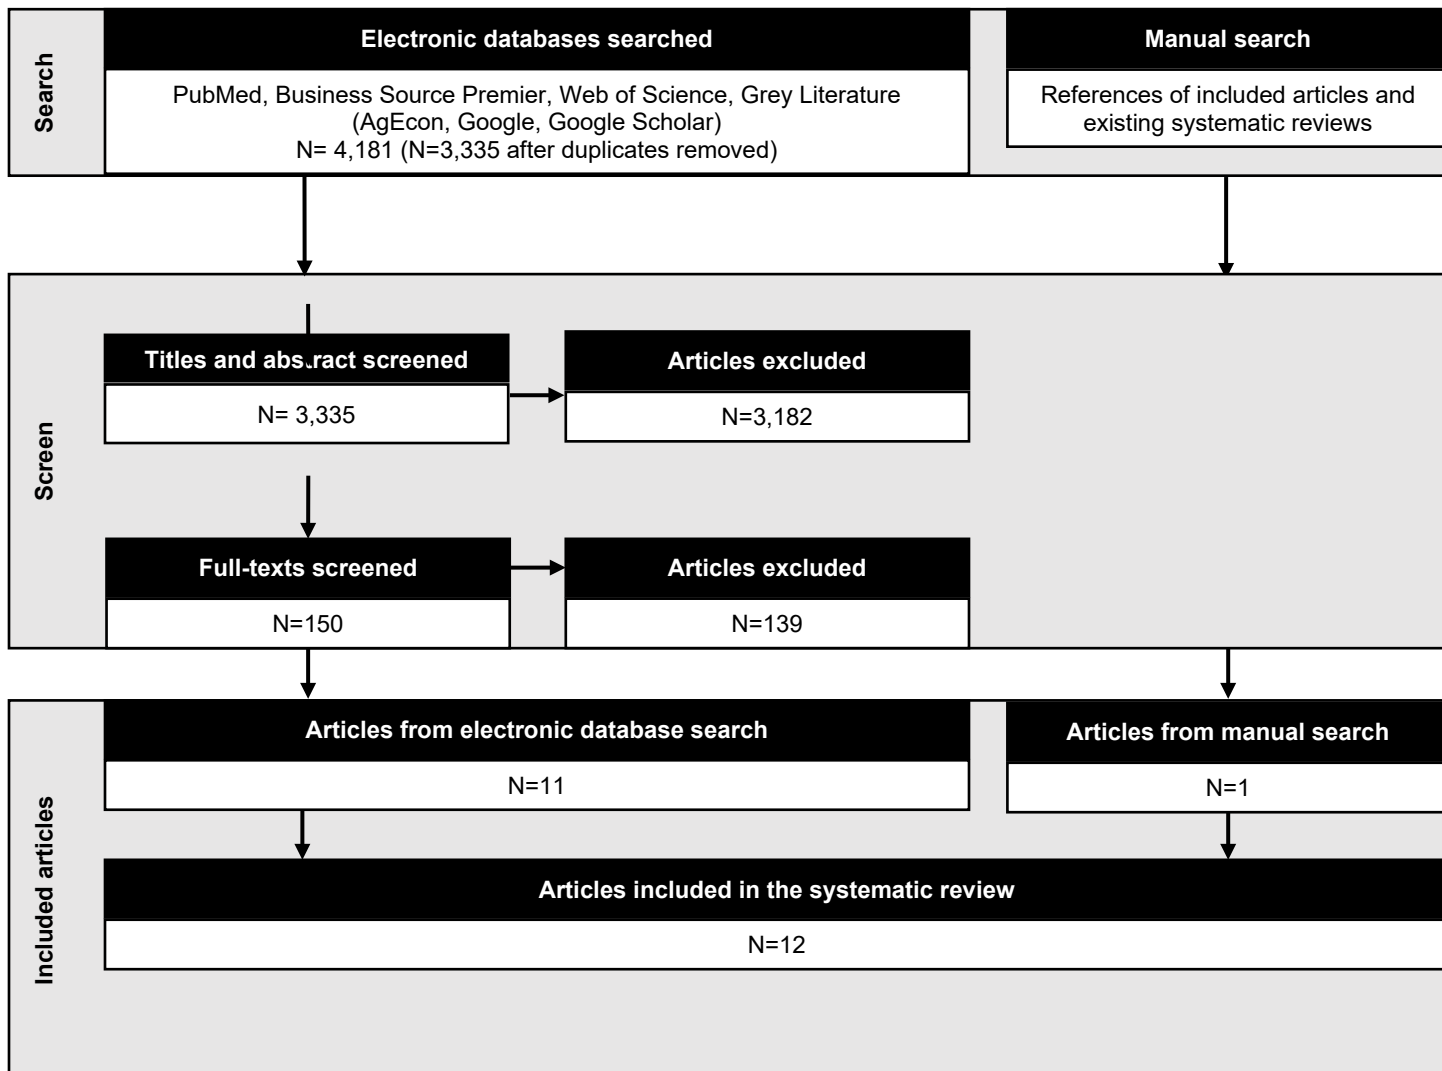 Search
Electronic databases searched
PubMed, Business Source Premier, Web of Science, Grey Literature
(AgEcon, Google, Google Scholar)
N= 4,181 (N=3,335 after duplicates removed)
Manual search
References of included articles and
existing systematic reviews
Screen
Titles and abstract screened
N= 3,335
Articles excluded
N=3,182
Full-texts screened
N=150
Articles excluded
N=139
Included articles
Articles from electronic database search
N=11
Articles from manual search
N=1
Articles included in the systematic review
N=12